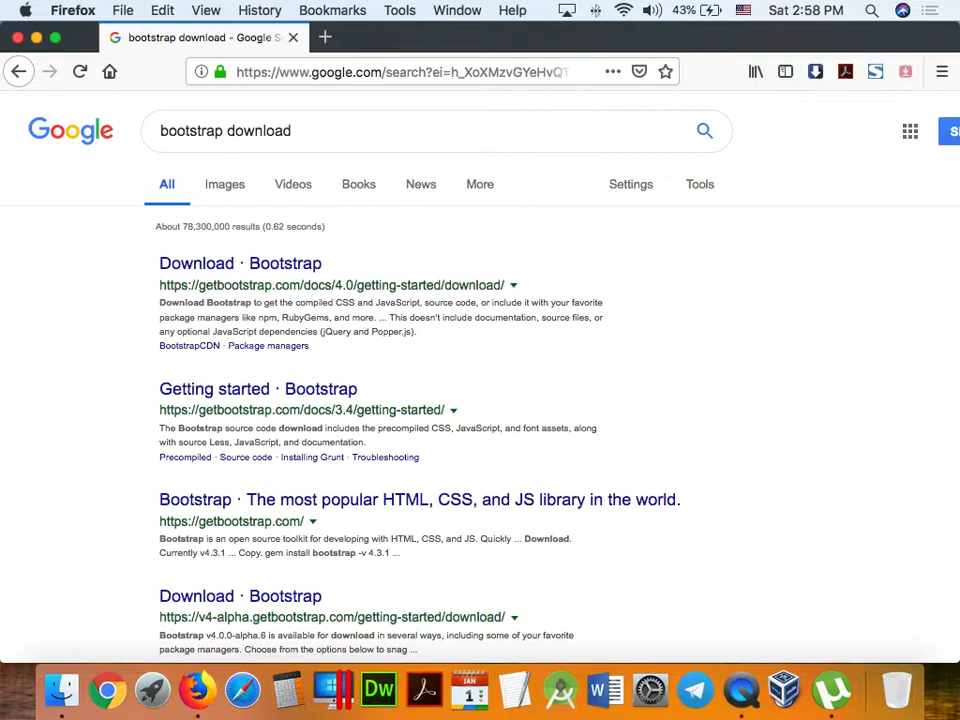 Firefox File Edit View History Bookmarks Tools Window Help 43% Sat 2:58 PM
bootstrap download - Google S
https://www.google.com/search?ei=h_XoXMzvGYeHvQT
Google bootstrap download
All Images Videos Books News More Settings Tools
About 78,300,000 results (0.62 seconds)
Download · Bootstrap
https://getbootstrap.com/docs/4.0/getting-started/download/
Download Bootstrap to get the compiled CSS and JavaScript, source code, or include it with your favorite
package managers like npm, RubyGems, and more. ... This doesn't include documentation, source files, or
any optional JavaScript dependencies (jQuery and Popper.js).
BootstrapCDN · Package managers
Getting started · Bootstrap
https://getbootstrap.com/docs/3.4/getting-started/
The Bootstrap source code download includes the precompiled CSS, JavaScript, and font assets, along
with source Less, JavaScript, and documentation.
Precompiled · Source code · Installing Grunt · Troubleshooting
Bootstrap · The most popular HTML, CSS, and JS library in the world.
https://getbootstrap.com/
Bootstrap is an open source toolkit for developing with HTML, CSS, and JS. Quickly ... Download.
Currently v4.3.1 ... Copy. gem install bootstrap -v 4.3.1 ...
Download · Bootstrap
https://v4-alpha.getbootstrap.com/getting-started/download/
Bootstrap v4.0.0-alpha.6 is available for download in several ways, including some of your favorite
package managers. Choose from the options below to snag ...
Dw JAN 1 W